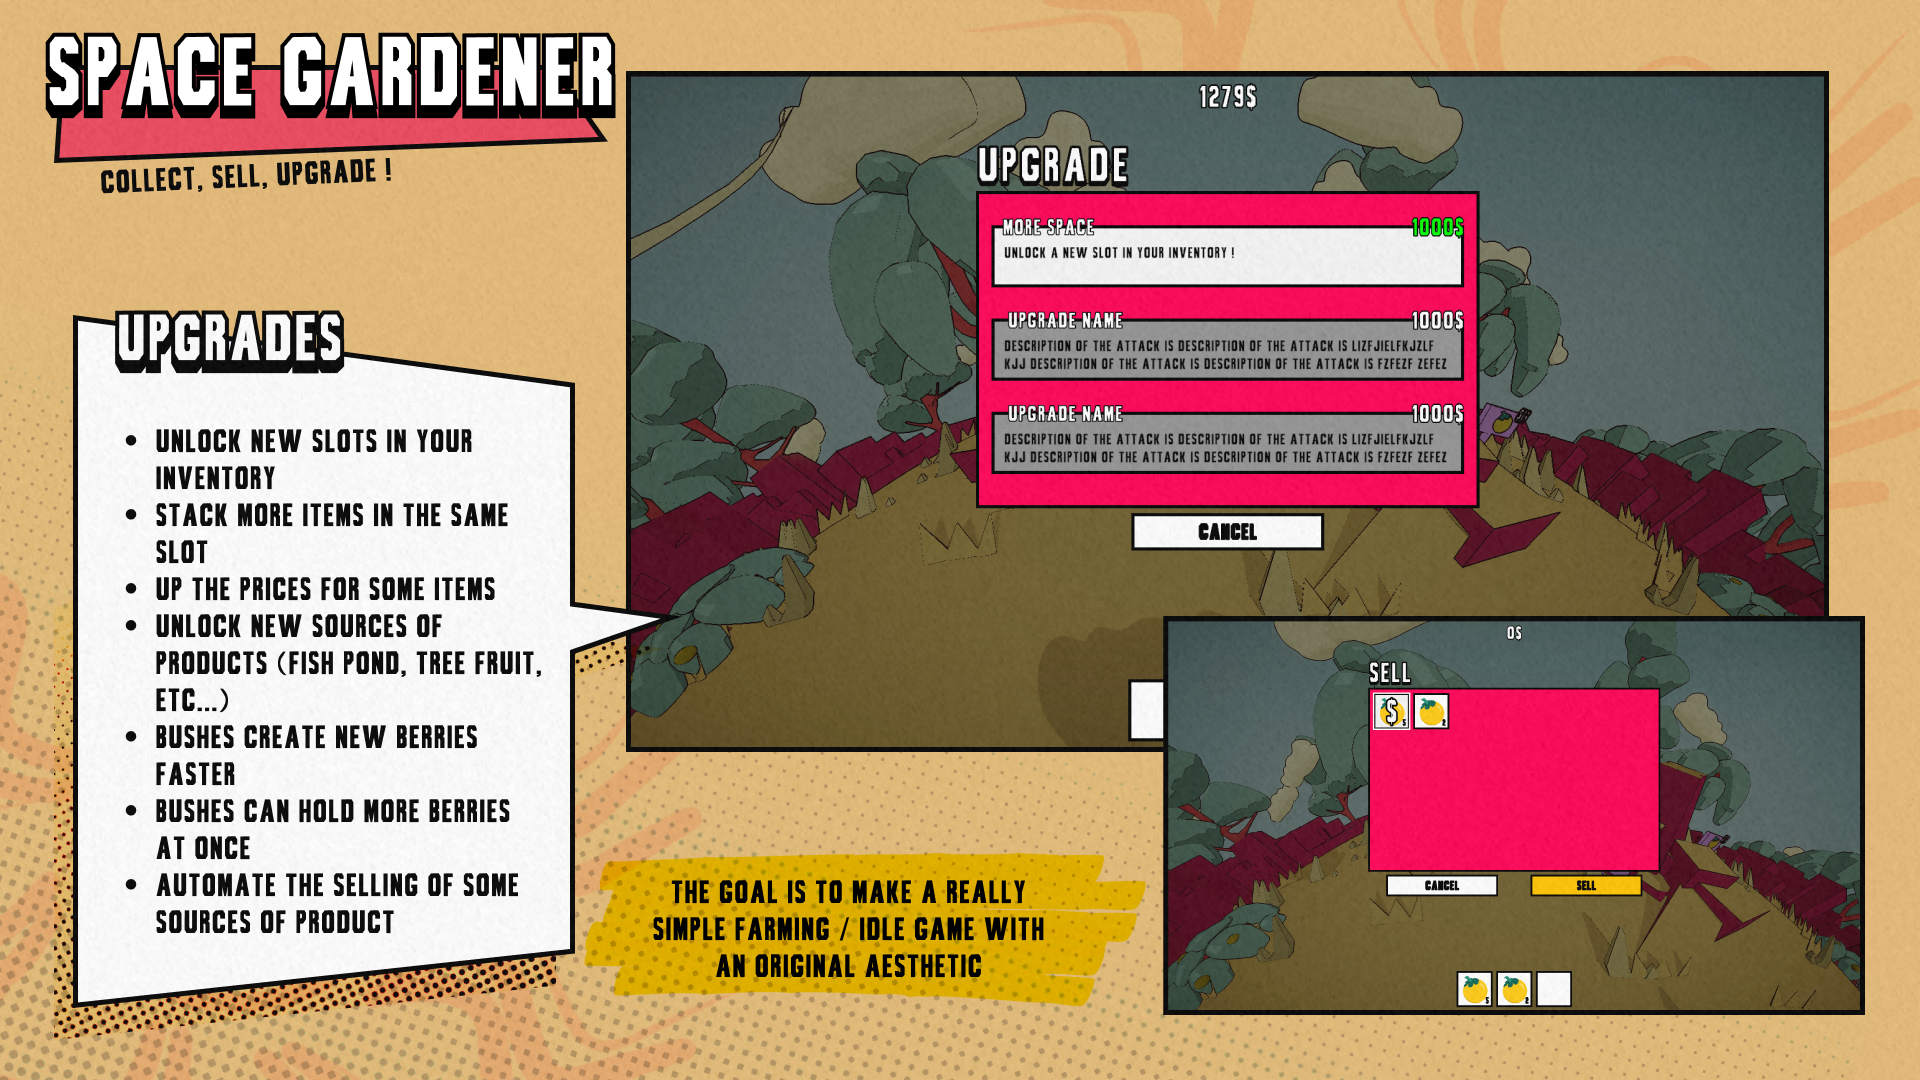 SPACE GARDENER
COLLECT, SELL, UPGRADE !
UPGRADES
• UNLOCK NEW SLOTS IN YOUR
INVENTORY
• STACK MORE ITEMS IN THE SAME
SLOT
• UP THE PRICES FOR SOME ITEMS
• UNLOCK NEW SOURCES OF
PRODUCTS (FISH POND, TREE FRUIT,
ETC...)
• BUSHES CREATE NEW BERRIES
FASTER
• BUSHES CAN HOLD MORE BERRIES
AT ONCE
• AUTOMATE THE SELLING OF SOME
SOURCES OF PRODUCT
1279$
UPGRADE
MORE SPACE 1000$
UNLOCK A NEW SLOT IN YOUR INVENTORY !
UPGRADE NAME 1000$
DESCRIPTION OF THE ATTACK IS DESCRIPTION OF THE ATTACK IS LIZFJIELFKJZLF
KJJ DESCRIPTION OF THE ATTACK IS DESCRIPTION OF THE ATTACK IS FZFEZF ZEFEZ
UPGRADE NAME 1000$
DESCRIPTION OF THE ATTACK IS DESCRIPTION OF THE ATTACK IS LIZFJIELFKJZLF
KJJ DESCRIPTION OF THE ATTACK IS DESCRIPTION OF THE ATTACK IS FZFEZF ZEFEZ
CANCEL
0$
SELL
$ 5 2
CANCEL SELL
5 2
THE GOAL IS TO MAKE A REALLY
SIMPLE FARMING / IDLE GAME WITH
AN ORIGINAL AESTHETIC